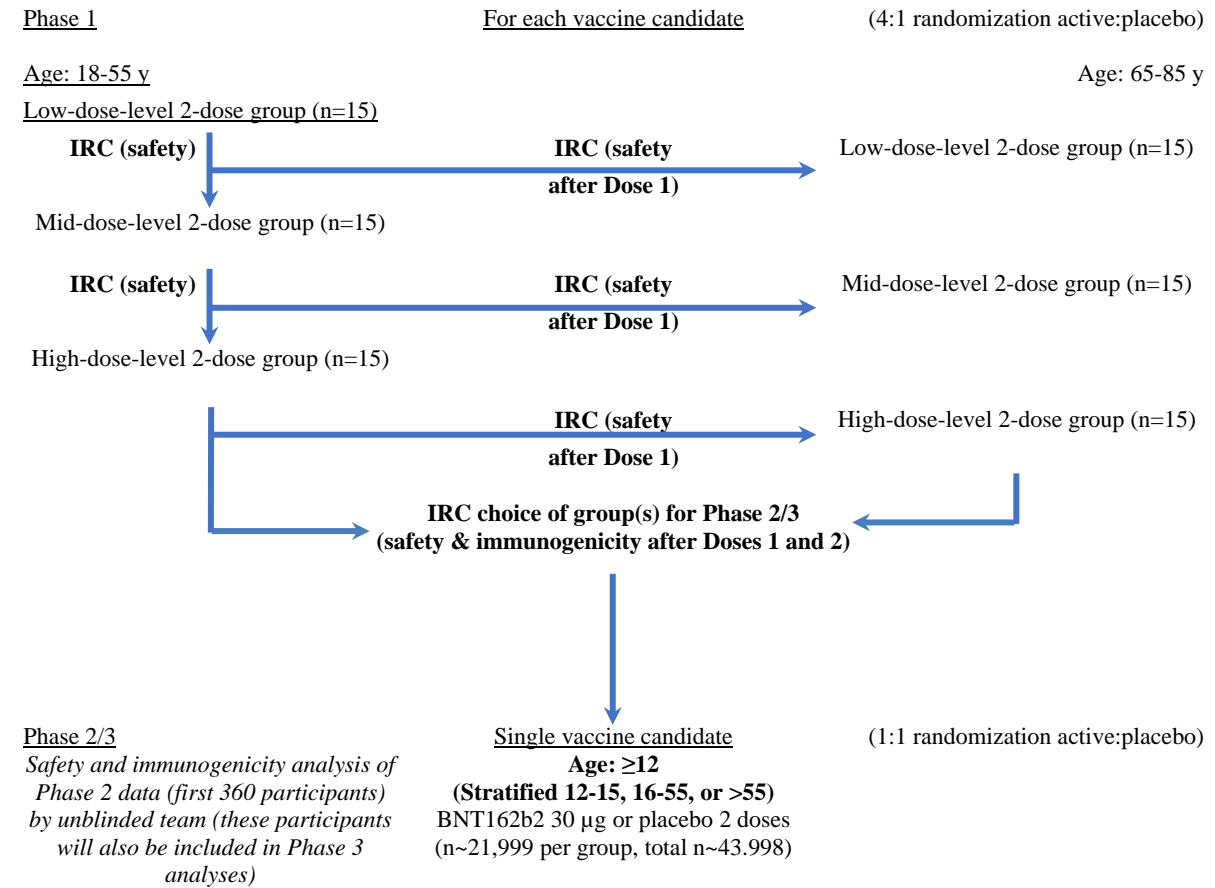 Phase 1 For each vaccine candidate (4:1 randomization active:placebo)
Age: 18-55 y Age: 65-85 y
Low-dose-level 2-dose group (n=15)
IRC (safety) IRC (safety Low-dose-level 2-dose group (n=15)
after Dose 1)
Mid-dose-level 2-dose group (n=15)
IRC (safety) IRC (safety Mid-dose-level 2-dose group (n=15)
after Dose 1)
High-dose-level 2-dose group (n=15)
IRC (safety High-dose-level 2-dose group (n=15)
after Dose 1)
IRC choice of group(s) for Phase 2/3
(safety & immunogenicity after Doses 1 and 2)
Phase 2/3 Single vaccine candidate (1:1 randomization active:placebo)
Safety and immunogenicity analysis of Age: ≥12
Phase 2 data (first 360 participants) (Stratified 12-15, 16-55, or >55)
by unblinded team (these participants BNT162b2 30 µg or placebo 2 doses
will also be included in Phase 3 (n~21,999 per group, total n~43.998)
analyses)